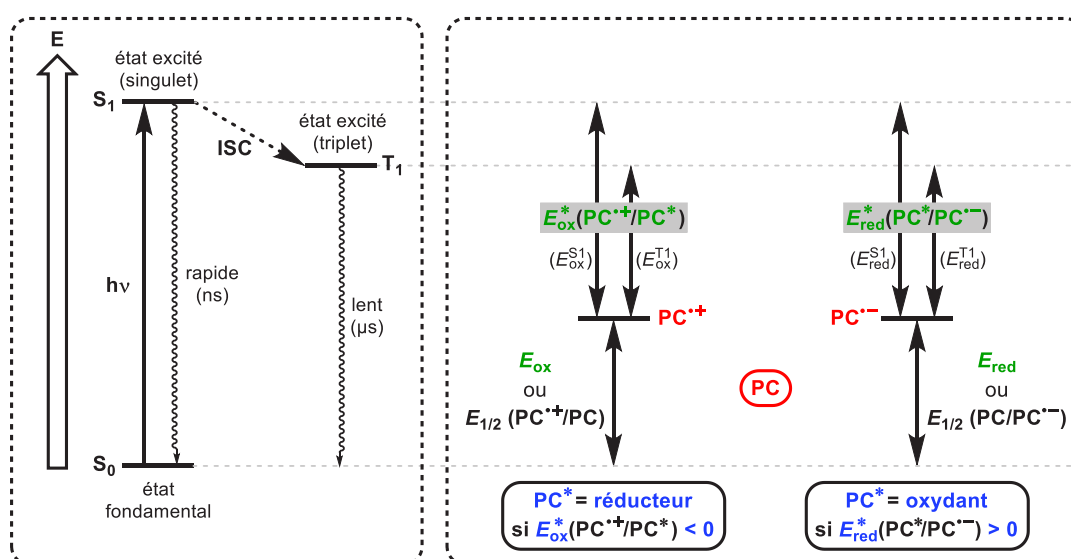 E
état excité
(singulet)
S1
état excité
(triplet)
ISC
T1
hν
rapide
(ns)
lent
(µs)
S0
état
fondamental
E*ox(PC•+/PC*)
(ES1ox)
(ET1ox)
PC•+
Eox
ou
E1/2 (PC•+/PC)
PC
E*red(PC*/PC•−)
(ES1red)
(ET1red)
PC•−
Ered
ou
E1/2 (PC/PC•−)
PC* = réducteur
si E*ox(PC•+/PC*) < 0
PC* = oxydant
si E*red(PC*/PC•−) > 0